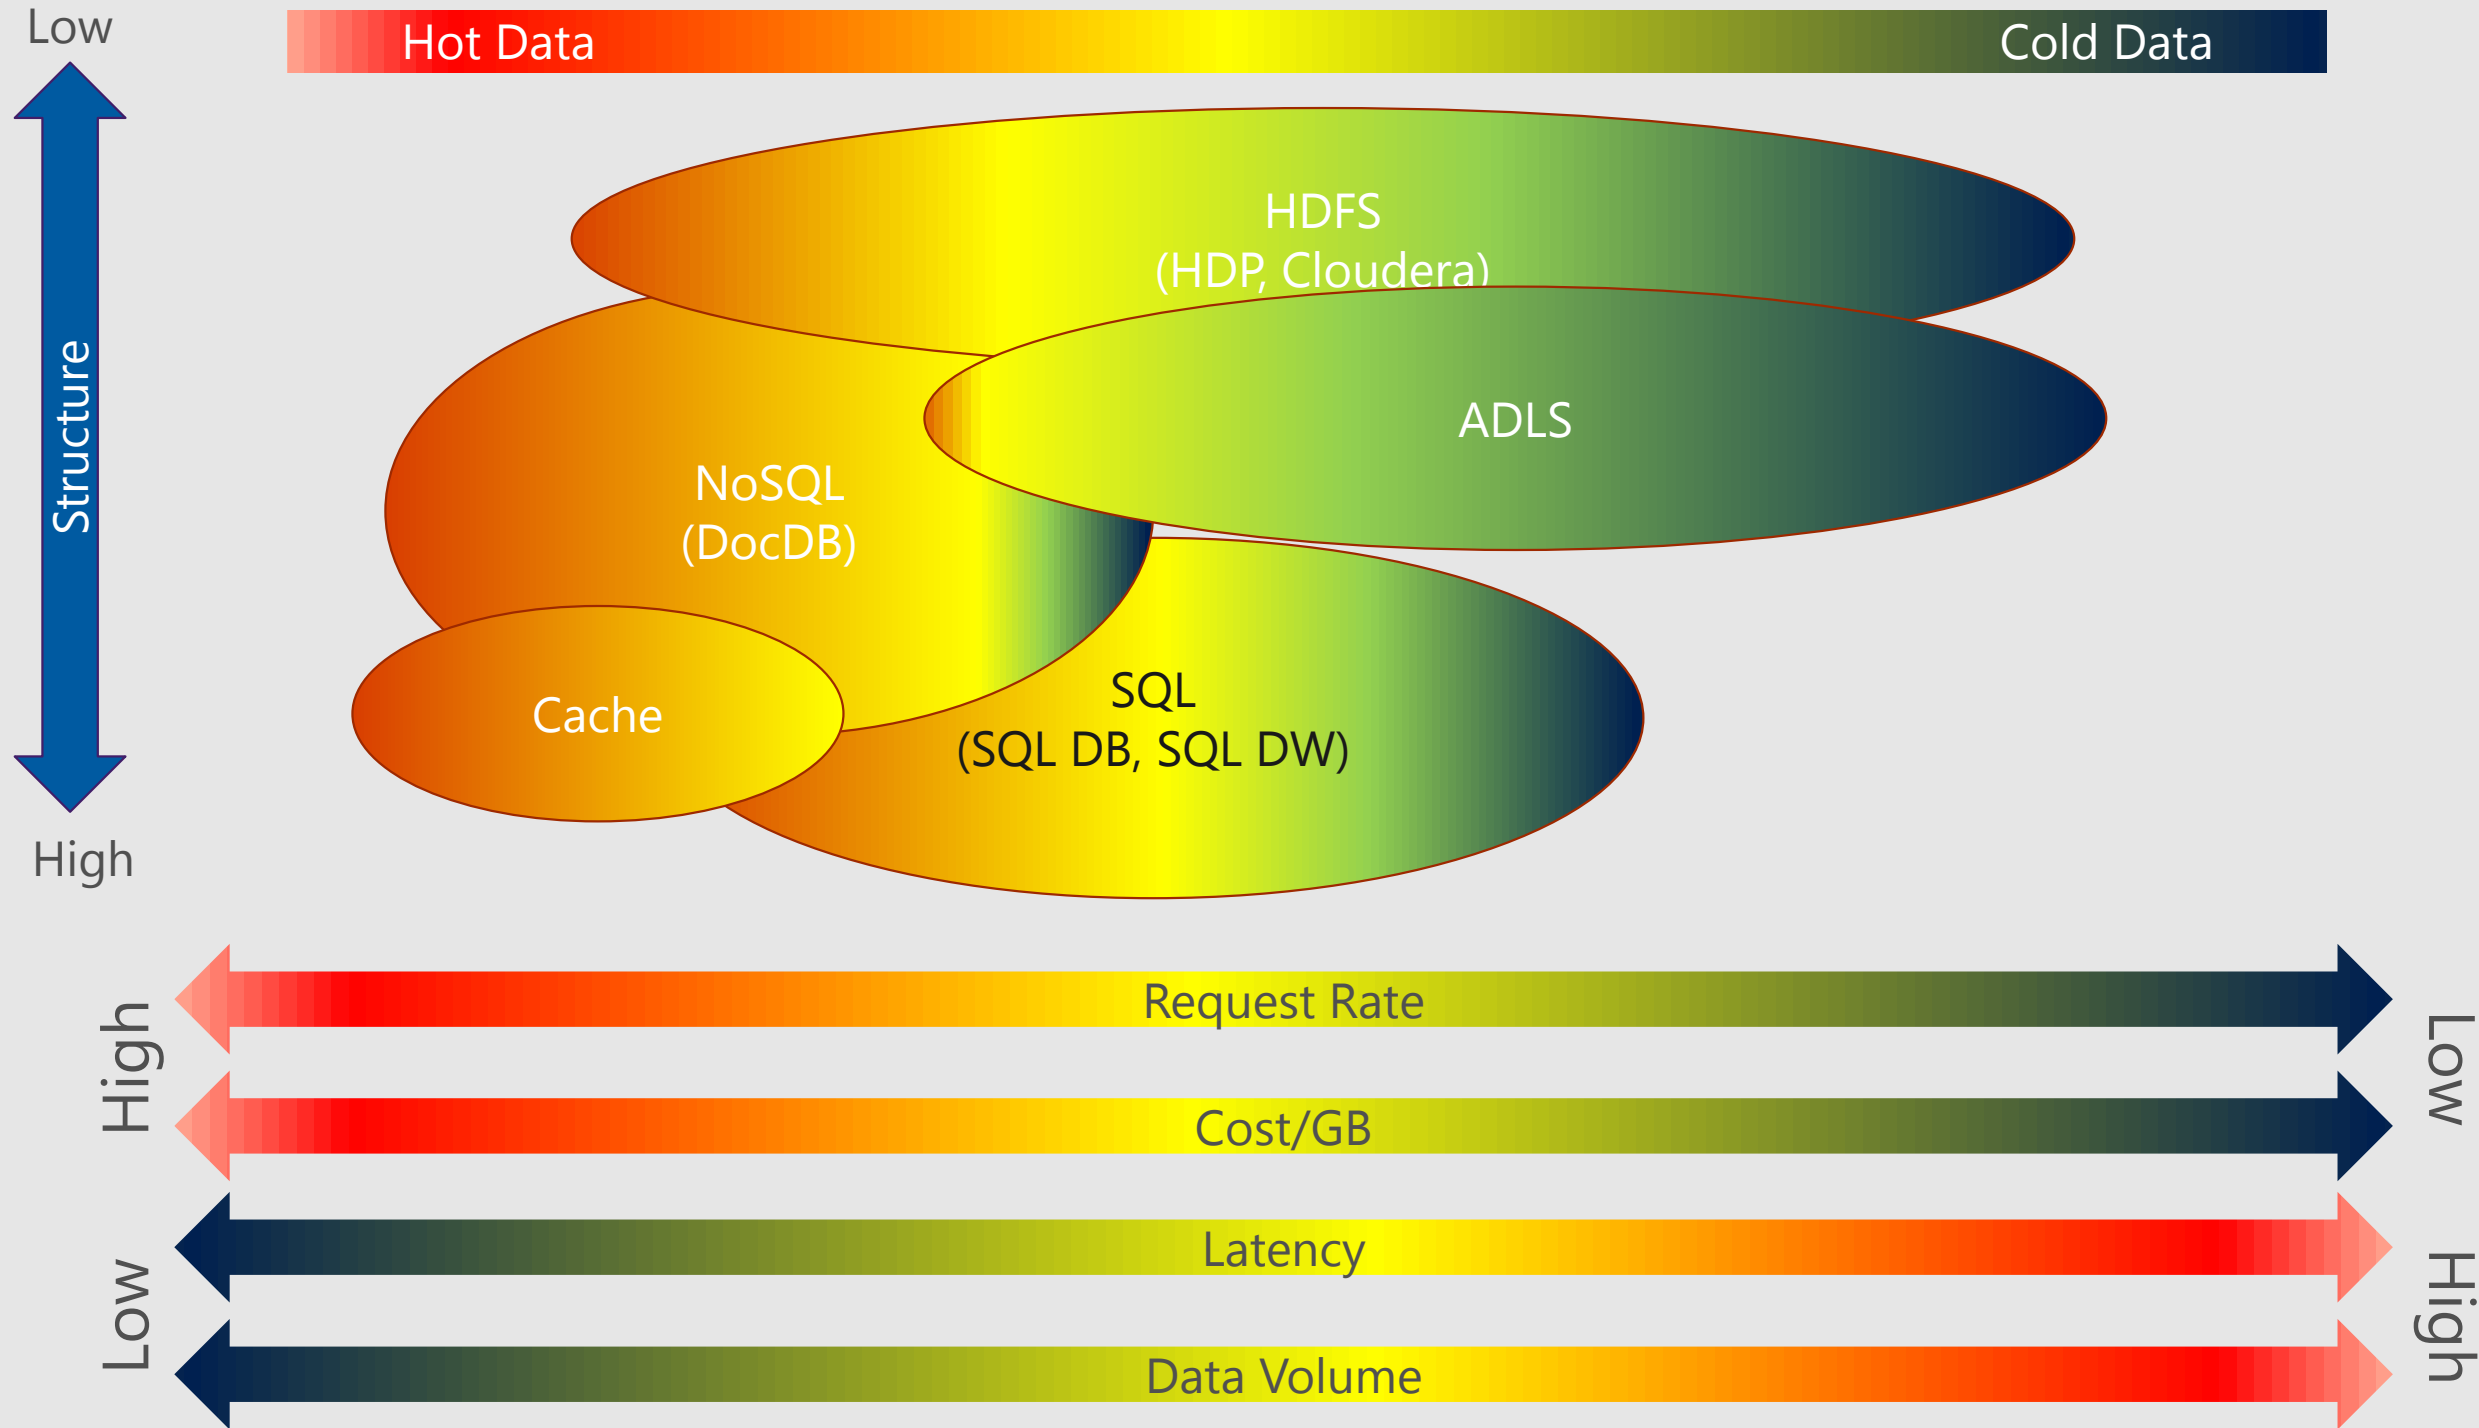 Low
Hot Data
Cold Data
Structure
HDFS
(HDP, Cloudera)
ADLS
NoSQL
(DocDB)
SQL
(SQL DB, SQL DW)
Cache
High
High
Request Rate
Low
Cost/GB
Low
Latency
High
Data Volume